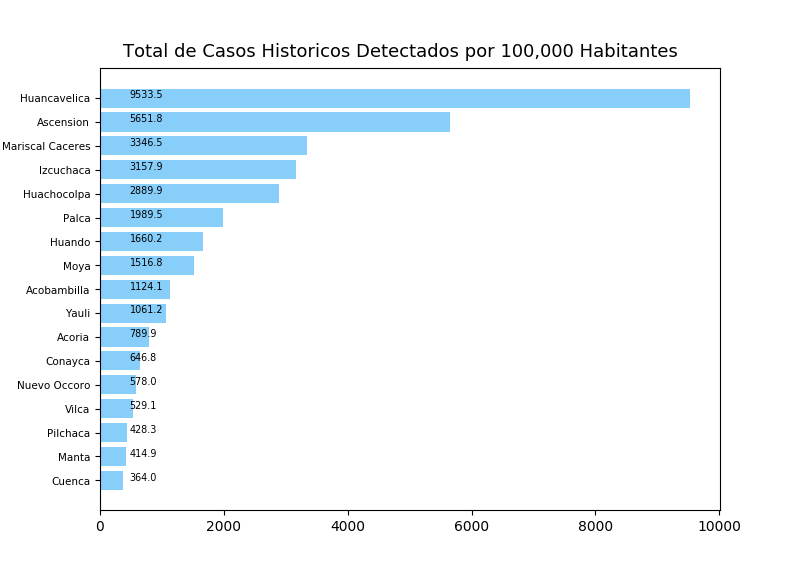 Total de Casos Historicos Detectados por 100,000 Habitantes
Huancavelica 9533.5
Ascension 5651.8
Mariscal Caceres 3346.5
Izcuchaca 3157.9
Huachocolpa 2889.9
Palca 1989.5
Huando 1660.2
Moya 1516.8
Acobambilla 1124.1
Yauli 1061.2
Acoria 789.9
Conayca 646.8
Nuevo Occoro 578.0
Vilca 529.1
Pilchaca 428.3
Manta 414.9
Cuenca 364.0
0 2000 4000 6000 8000 10000